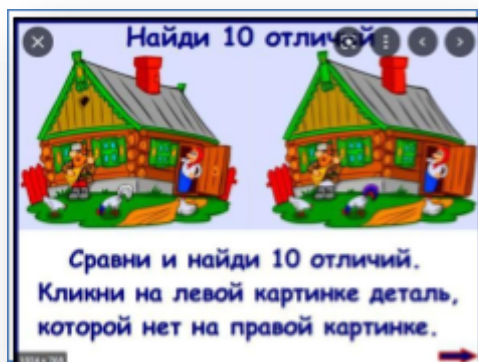 Найди 10 отличий
Сравни и найди 10 отличий.
Кликни на левой картинке деталь,
которой нет на правой картинке.